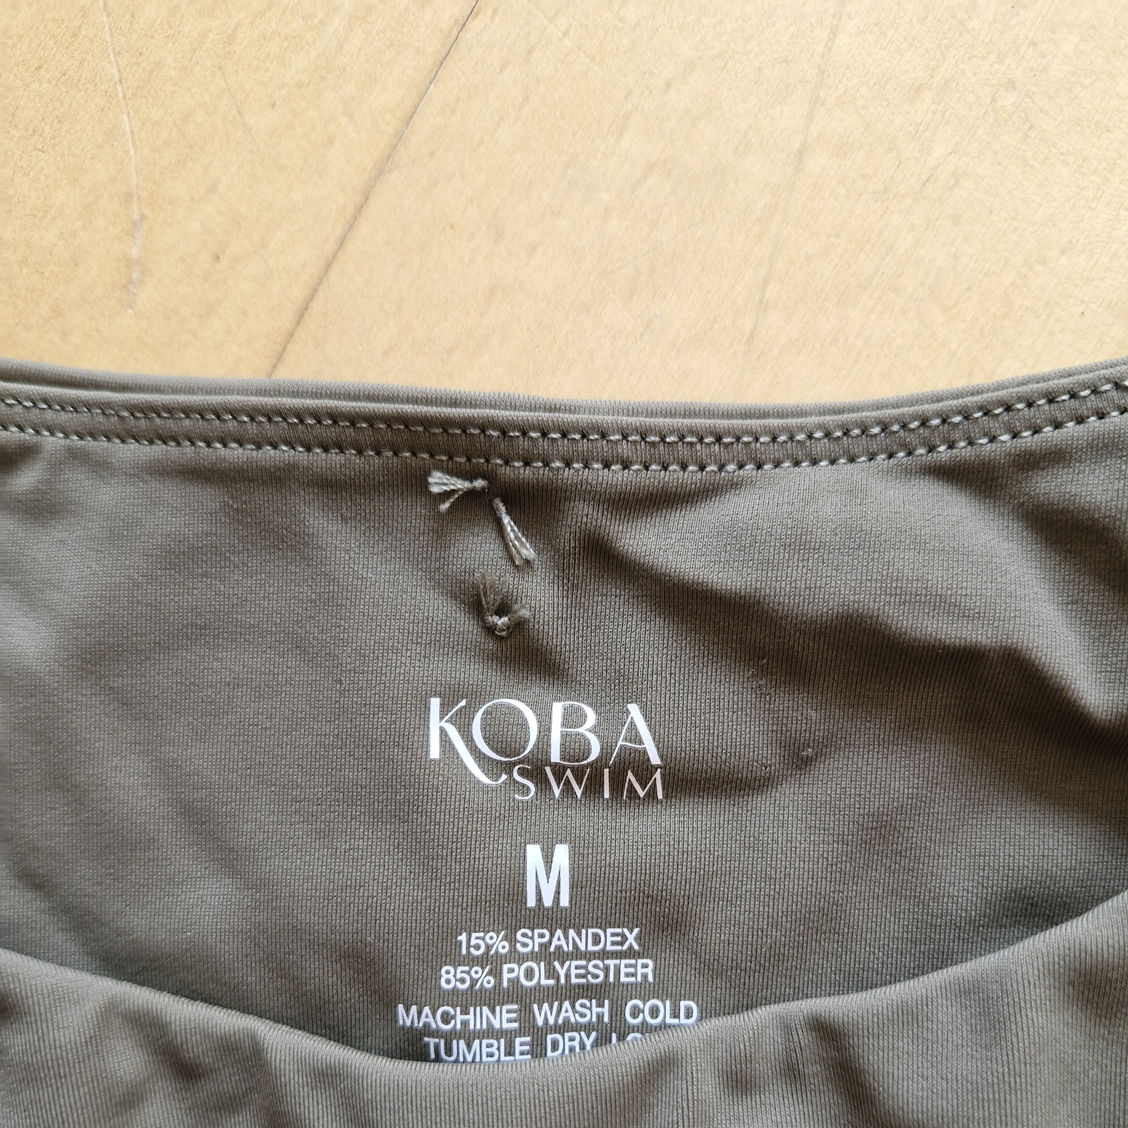 KOBA
SWIM
M
15% SPANDEX
85% POLYESTER
MACHINE WASH COLD
TUMBLE DRY